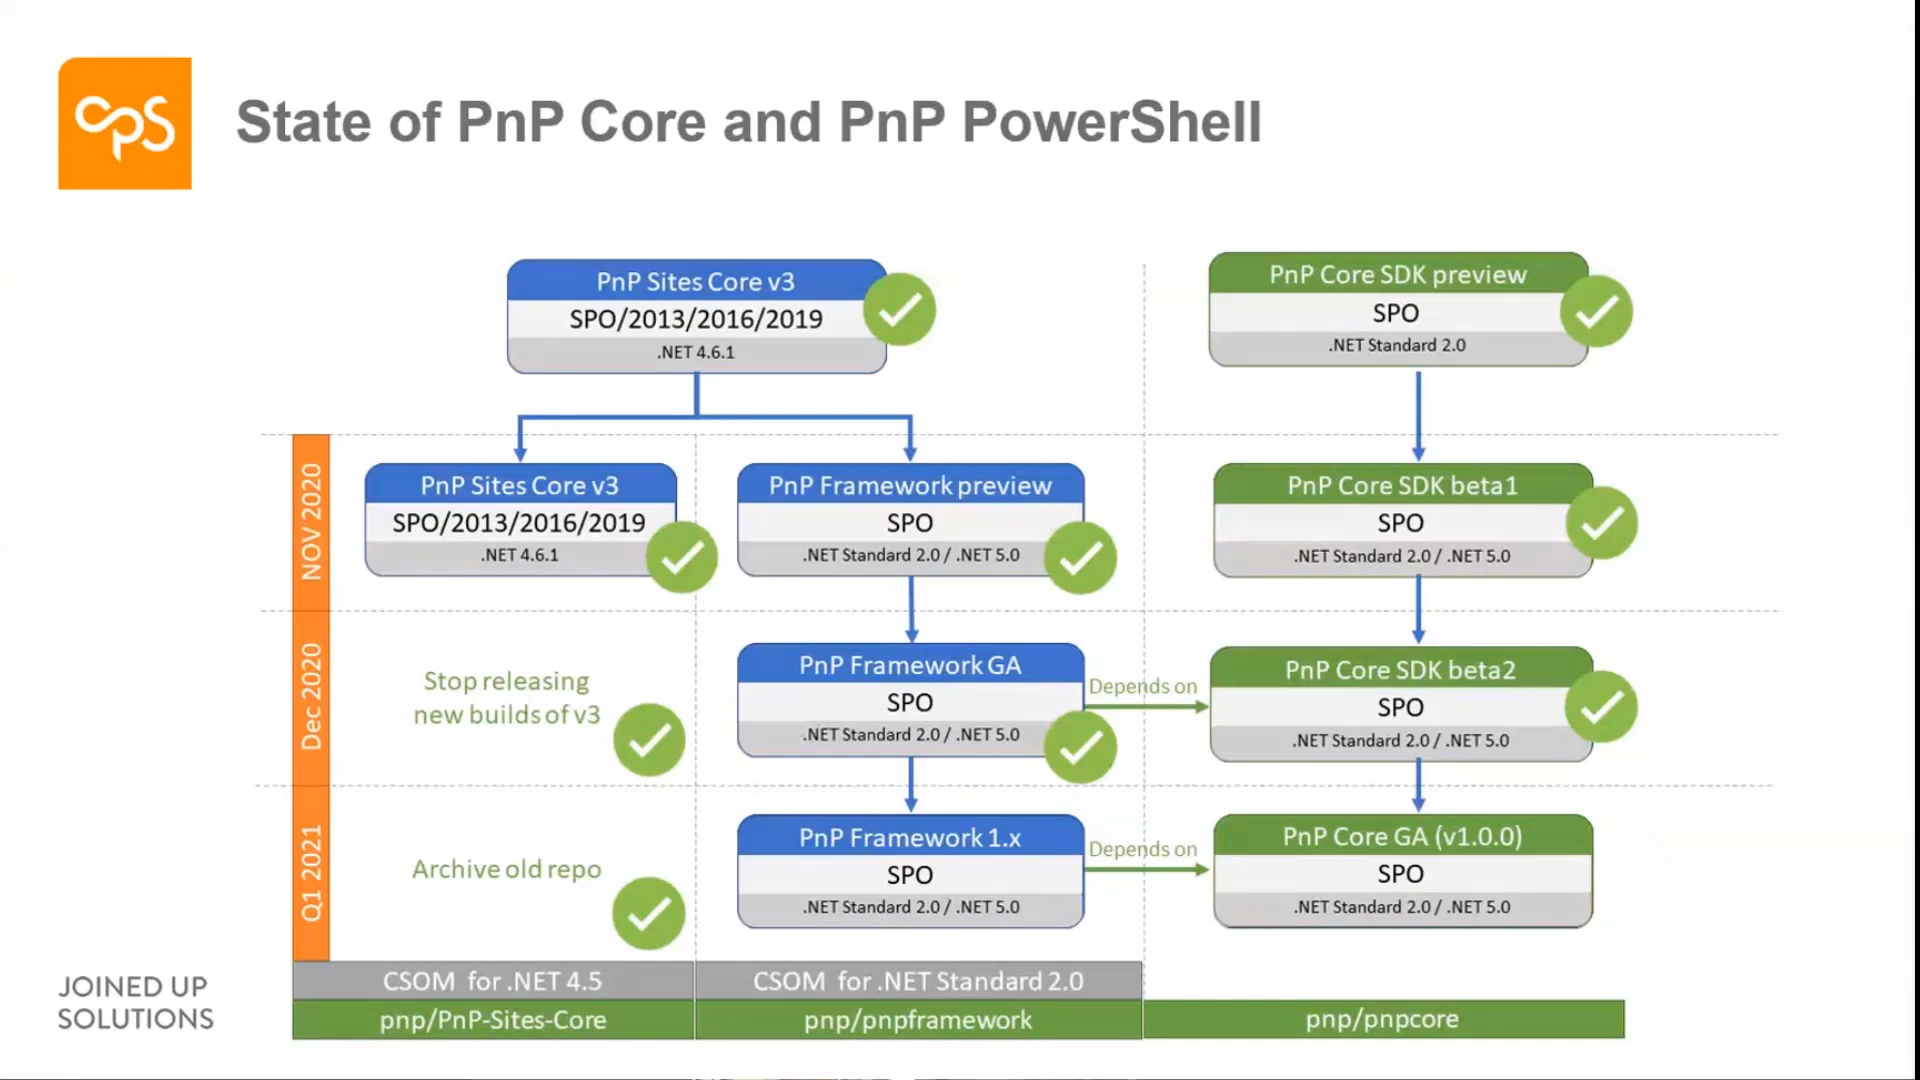 cps
State of PnP Core and PnP PowerShell
PnP Sites Core v3
SPO/2013/2016/2019
.NET 4.6.1
PnP Core SDK preview
SPO
.NET Standard 2.0
NOV 2020
PnP Sites Core v3
SPO/2013/2016/2019
.NET 4.6.1
PnP Framework preview
SPO
.NET Standard 2.0 / .NET 5.0
PnP Core SDK beta1
SPO
.NET Standard 2.0 / .NET 5.0
Dec 2020
Stop releasing
new builds of v3
PnP Framework GA
SPO
.NET Standard 2.0 / .NET 5.0
Depends on
PnP Core SDK beta2
SPO
.NET Standard 2.0 / .NET 5.0
Q1 2021
Archive old repo
PnP Framework 1.x
SPO
.NET Standard 2.0 / .NET 5.0
Depends on
PnP Core GA (v1.0.0)
SPO
.NET Standard 2.0 / .NET 5.0
CSOM for .NET 4.5
CSOM for .NET Standard 2.0
pnp/PnP-Sites-Core
pnp/pnpframework
pnp/pnpcore
JOINED UP
SOLUTIONS